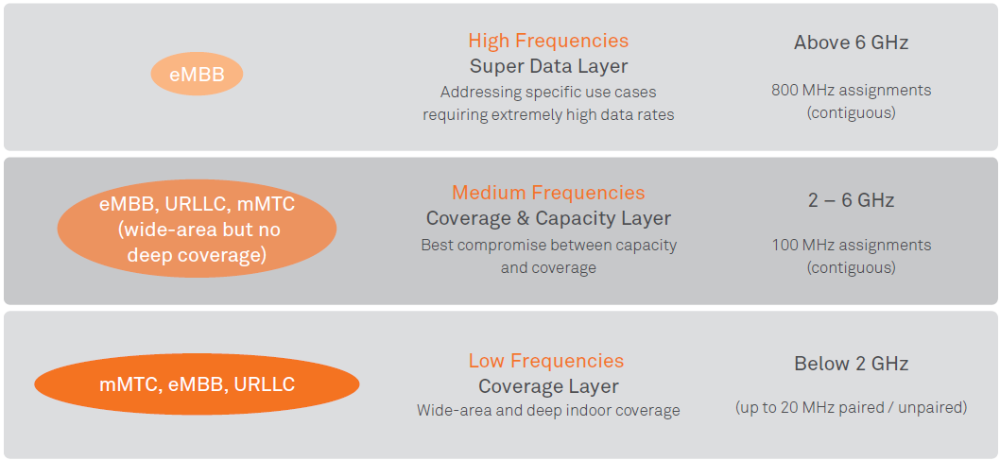 eMBB
High Frequencies
Super Data Layer
Addressing specific use cases
requiring extremely high data rates
Above 6 GHz
800 MHz assignments
(contiguous)
eMBB, URLLC, mMTC
(wide-area but no
deep coverage)
Medium Frequencies
Coverage & Capacity Layer
Best compromise between capacity
and coverage
2 – 6 GHz
100 MHz assignments
(contiguous)
mMTC, eMBB, URLLC
Low Frequencies
Coverage Layer
Wide-area and deep indoor coverage
Below 2 GHz
(up to 20 MHz paired / unpaired)